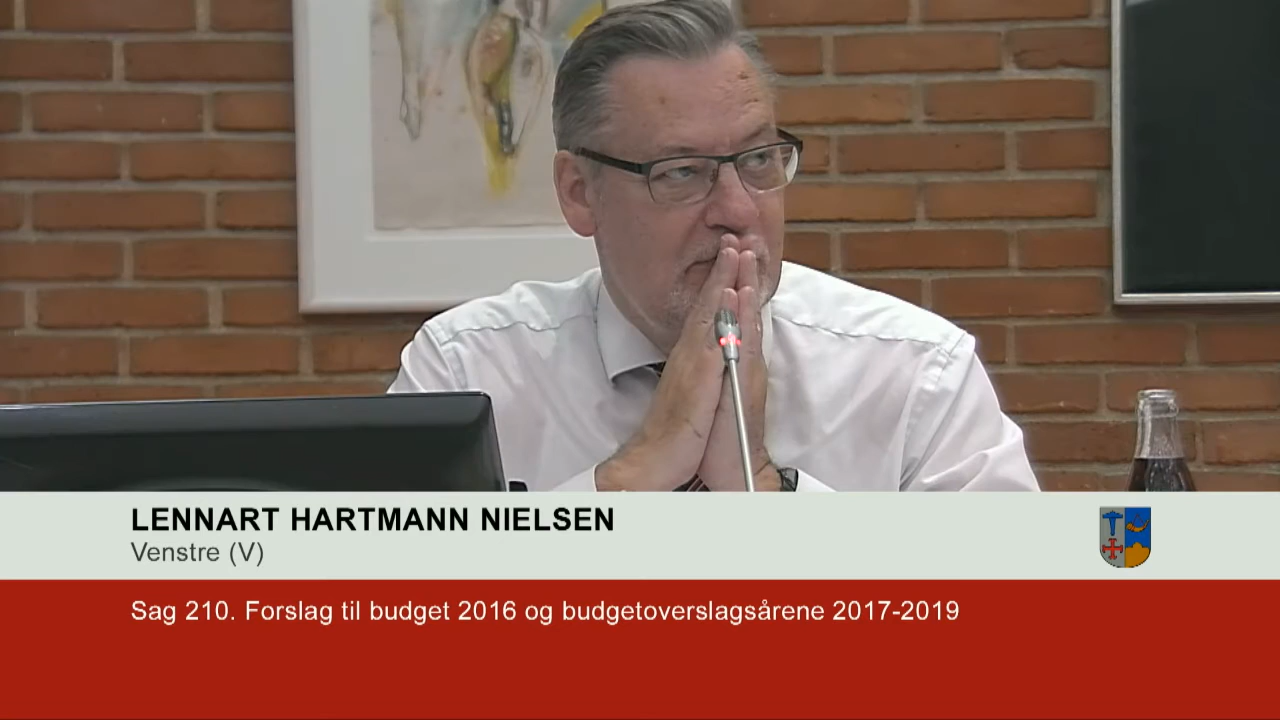 LENNART HARTMANN NIELSEN
Venstre (V)
Sag 210. Forslag til budget 2016 og budgetoverslagsårene 2017-2019